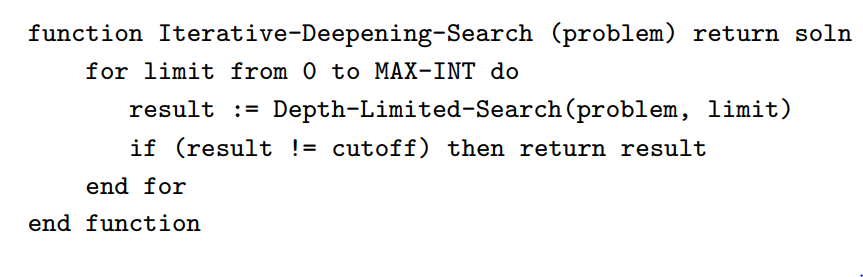 function Iterative-Deepening-Search (problem) return soln
for limit from 0 to MAX-INT do
result := Depth-Limited-Search(problem, limit)
if (result != cutoff) then return result
end for
end function